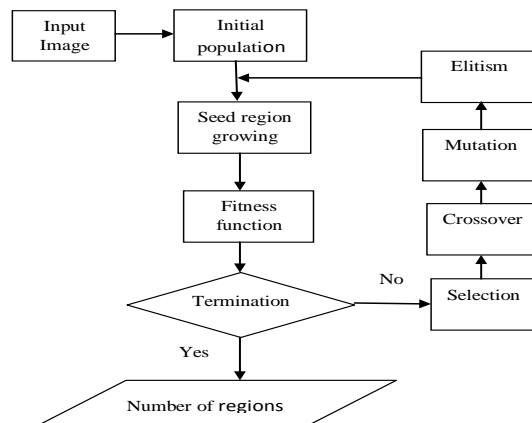 Input
Image
Initial
population
Seed region
growing
Fitness
function
Termination
No
Selection
Crossover
Mutation
Elitism
Yes
Number of regions